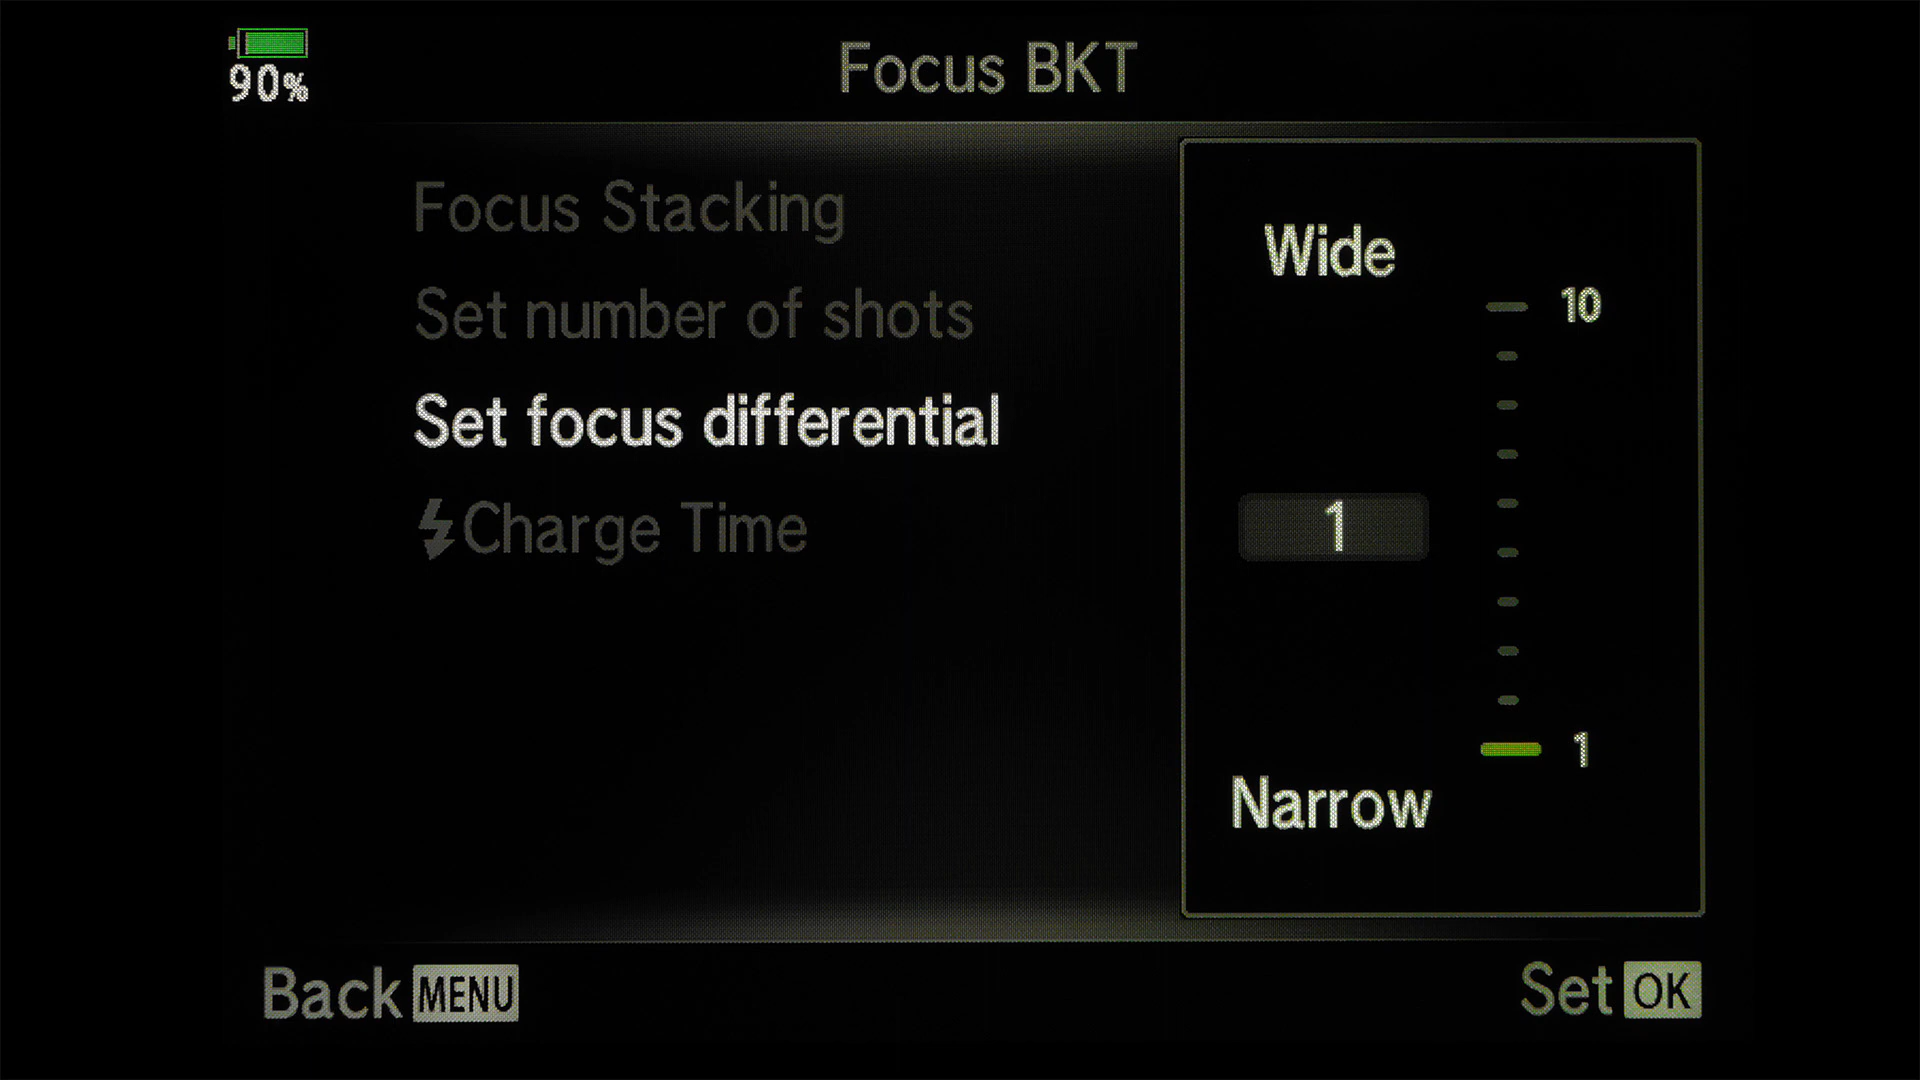 90%
Focus BKT
Focus Stacking
Set number of shots
Set focus differential
Charge Time
Wide
10
1
1
Narrow
Back MENU
Set OK